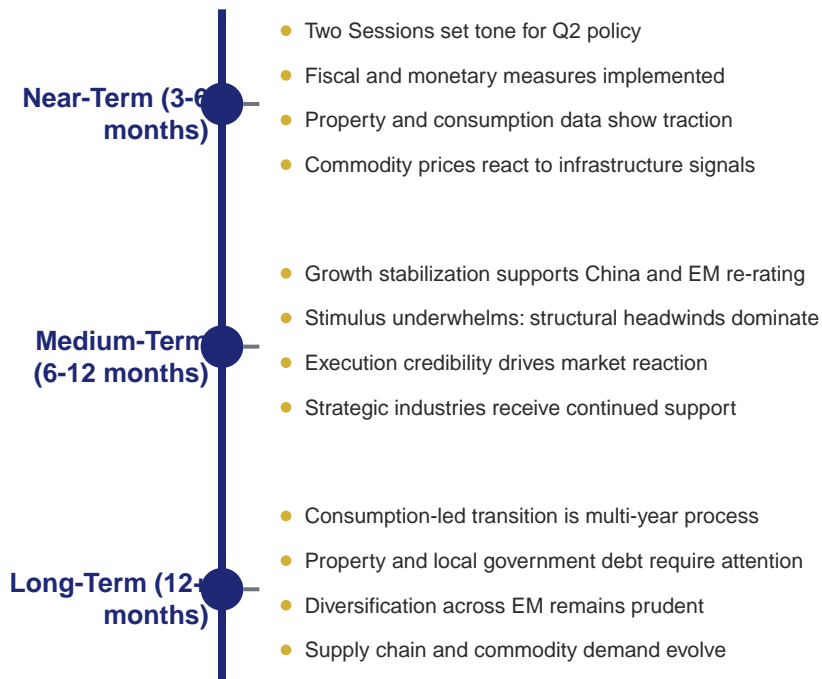 Near-Term (3-6
months)
Two Sessions set tone for Q2 policy
Fiscal and monetary measures implemented
Property and consumption data show traction
Commodity prices react to infrastructure signals
Medium-Term
(6-12 months)
Growth stabilization supports China and EM re-rating
Stimulus underwhelms: structural headwinds dominate
Execution credibility drives market reaction
Strategic industries receive continued support
Long-Term (12+
months)
Consumption-led transition is multi-year process
Property and local government debt require attention
Diversification across EM remains prudent
Supply chain and commodity demand evolve